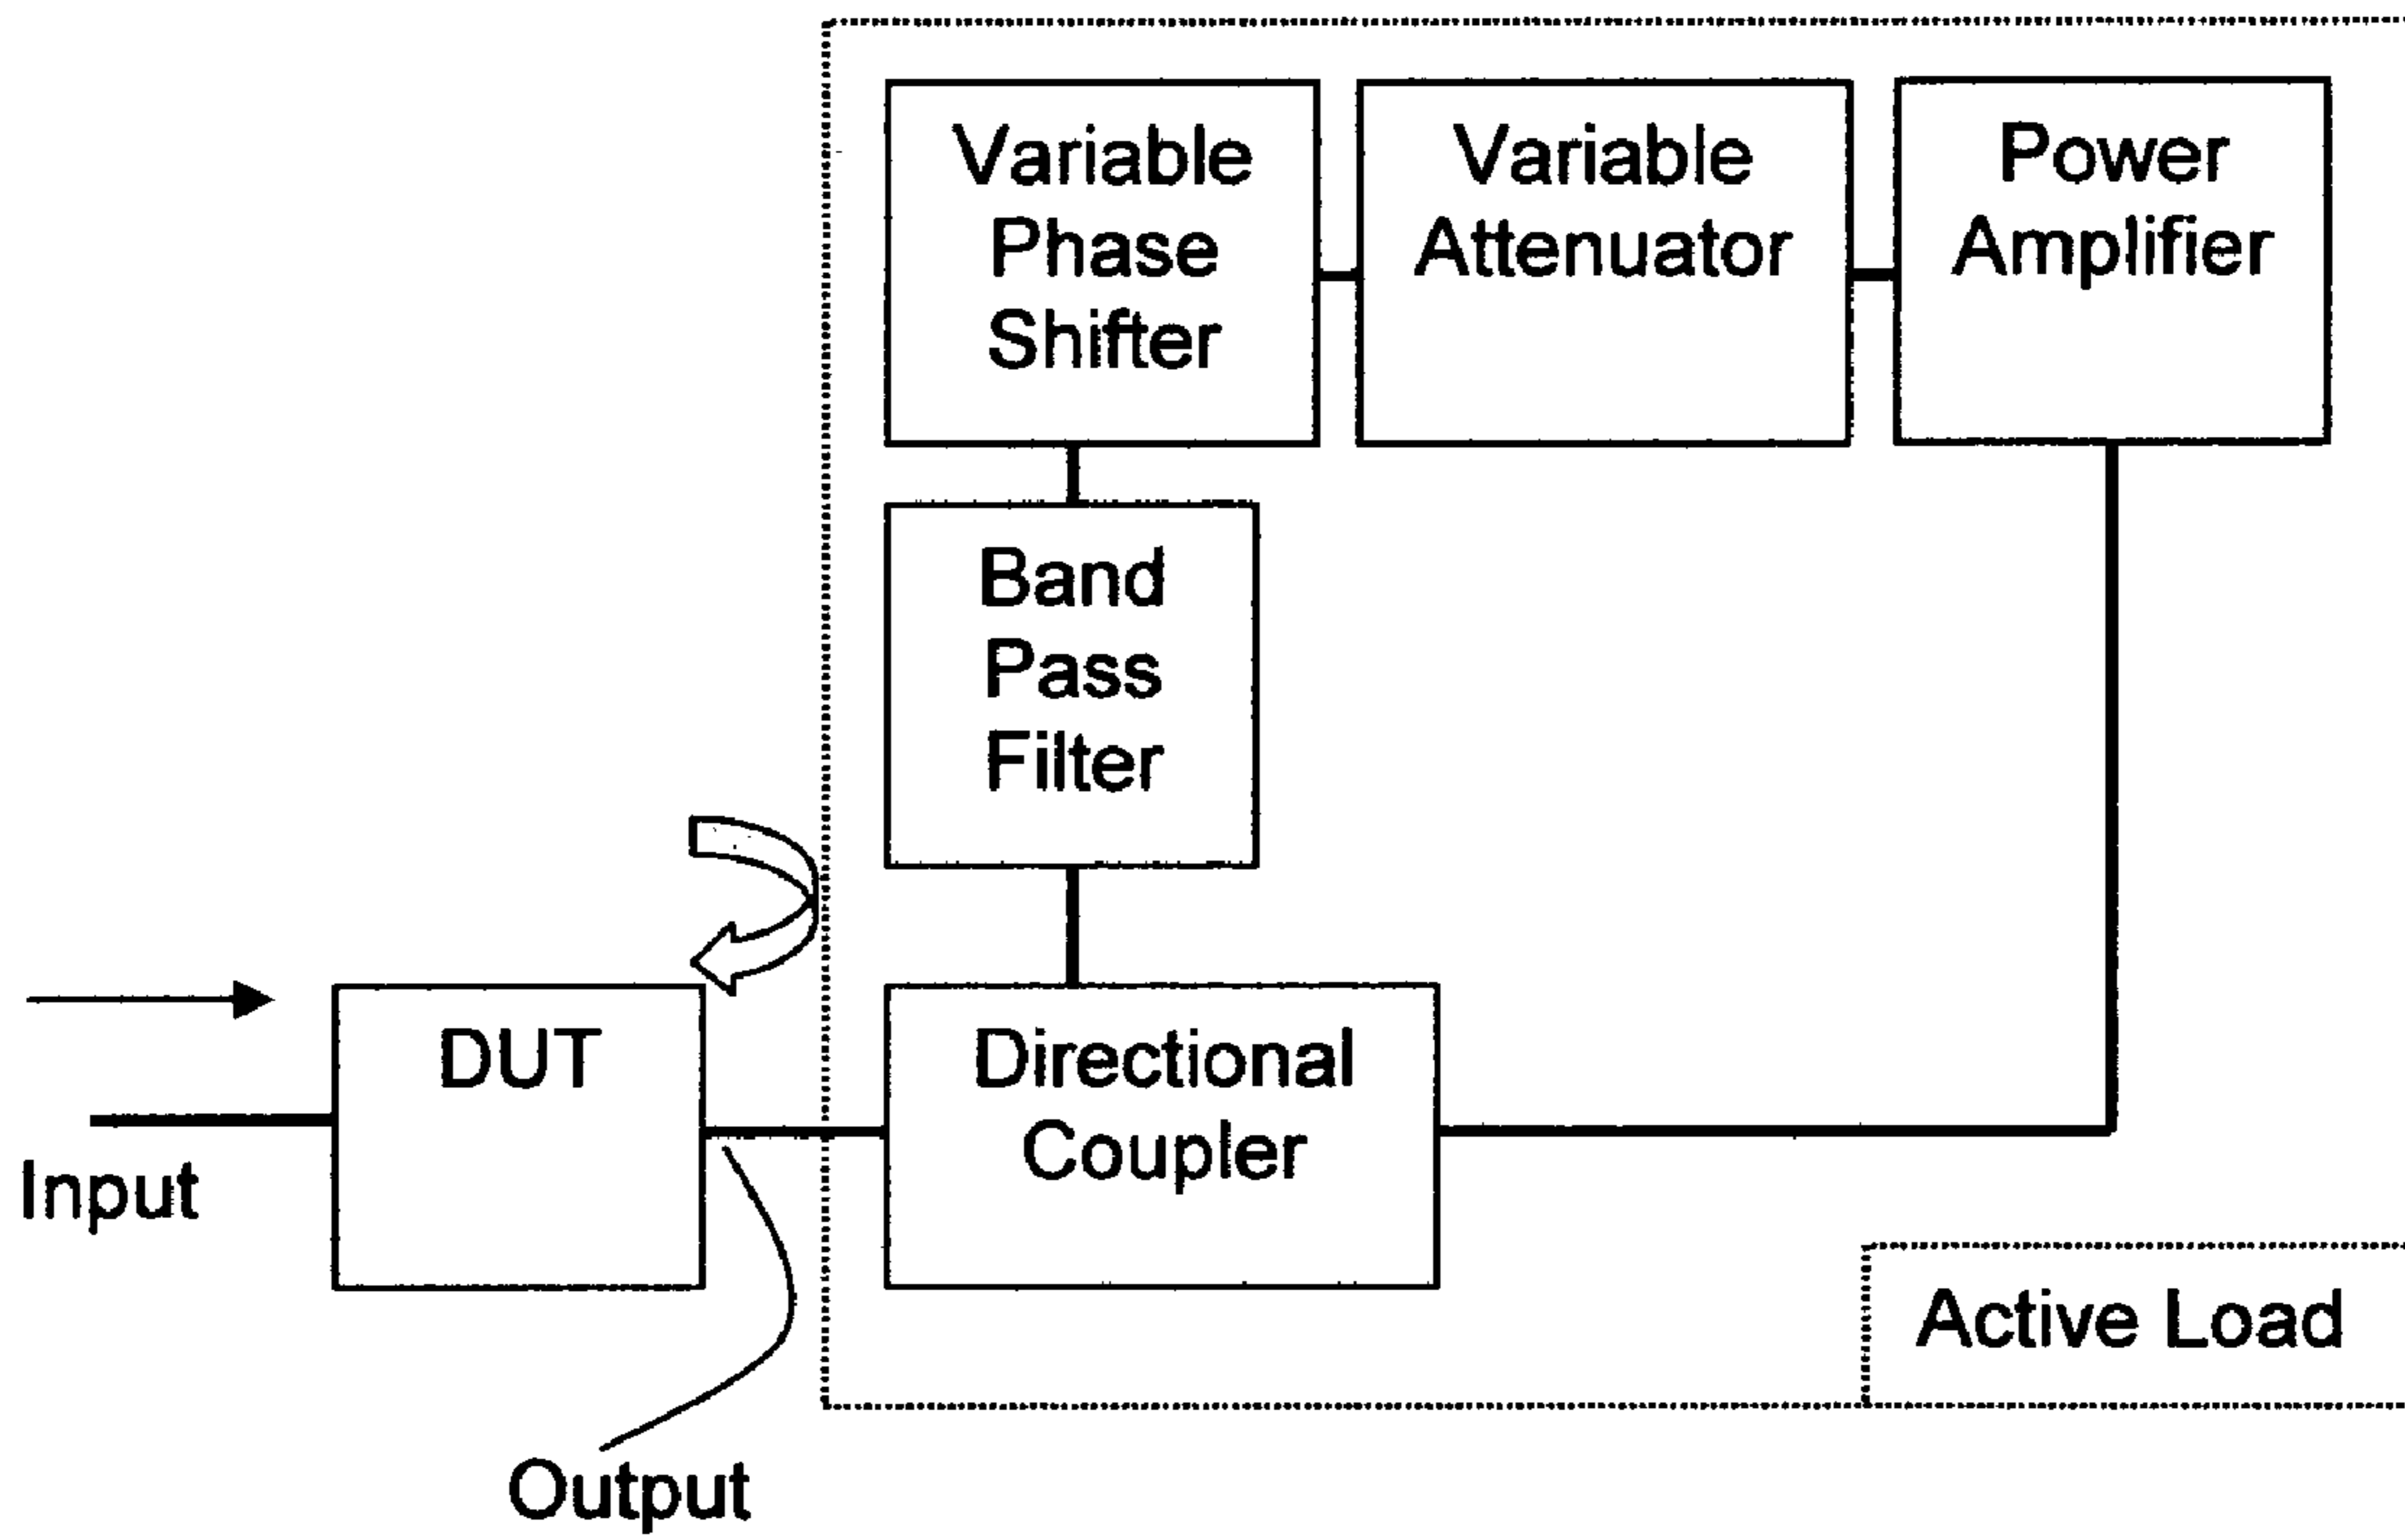 Variable
Phase
Shifter
Variable
Attenuator
Power
Amplifier
Band
Pass
Filter
DUT
Directional
Coupler
Input
Output
Active Load